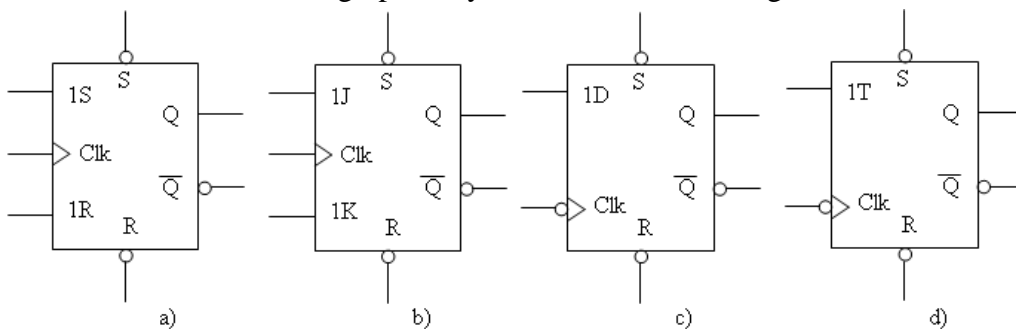 S
1S
Q
Clk
Q̅
1R
R
a)
S
1J
Q
Clk
Q̅
1K
R
b)
S
1D
Q
Clk
Q̅
R
c)
S
1T
Q
Clk
Q̅
R
d)